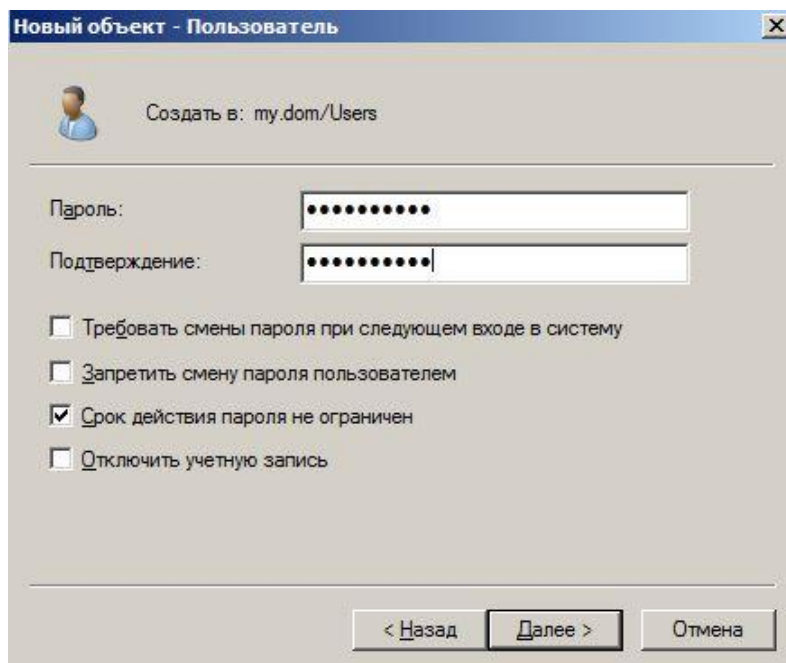 Новый объект - Пользователь
Создать в: my.dom/Users
Пароль: ●●●●●●●●●●
Подтверждение: ●●●●●●●●●●
Требовать смены пароля при следующем входе в систему
Запретить смену пароля пользователем
Срок действия пароля не ограничен
Отключить учетную запись
< Назад Далее > Отмена